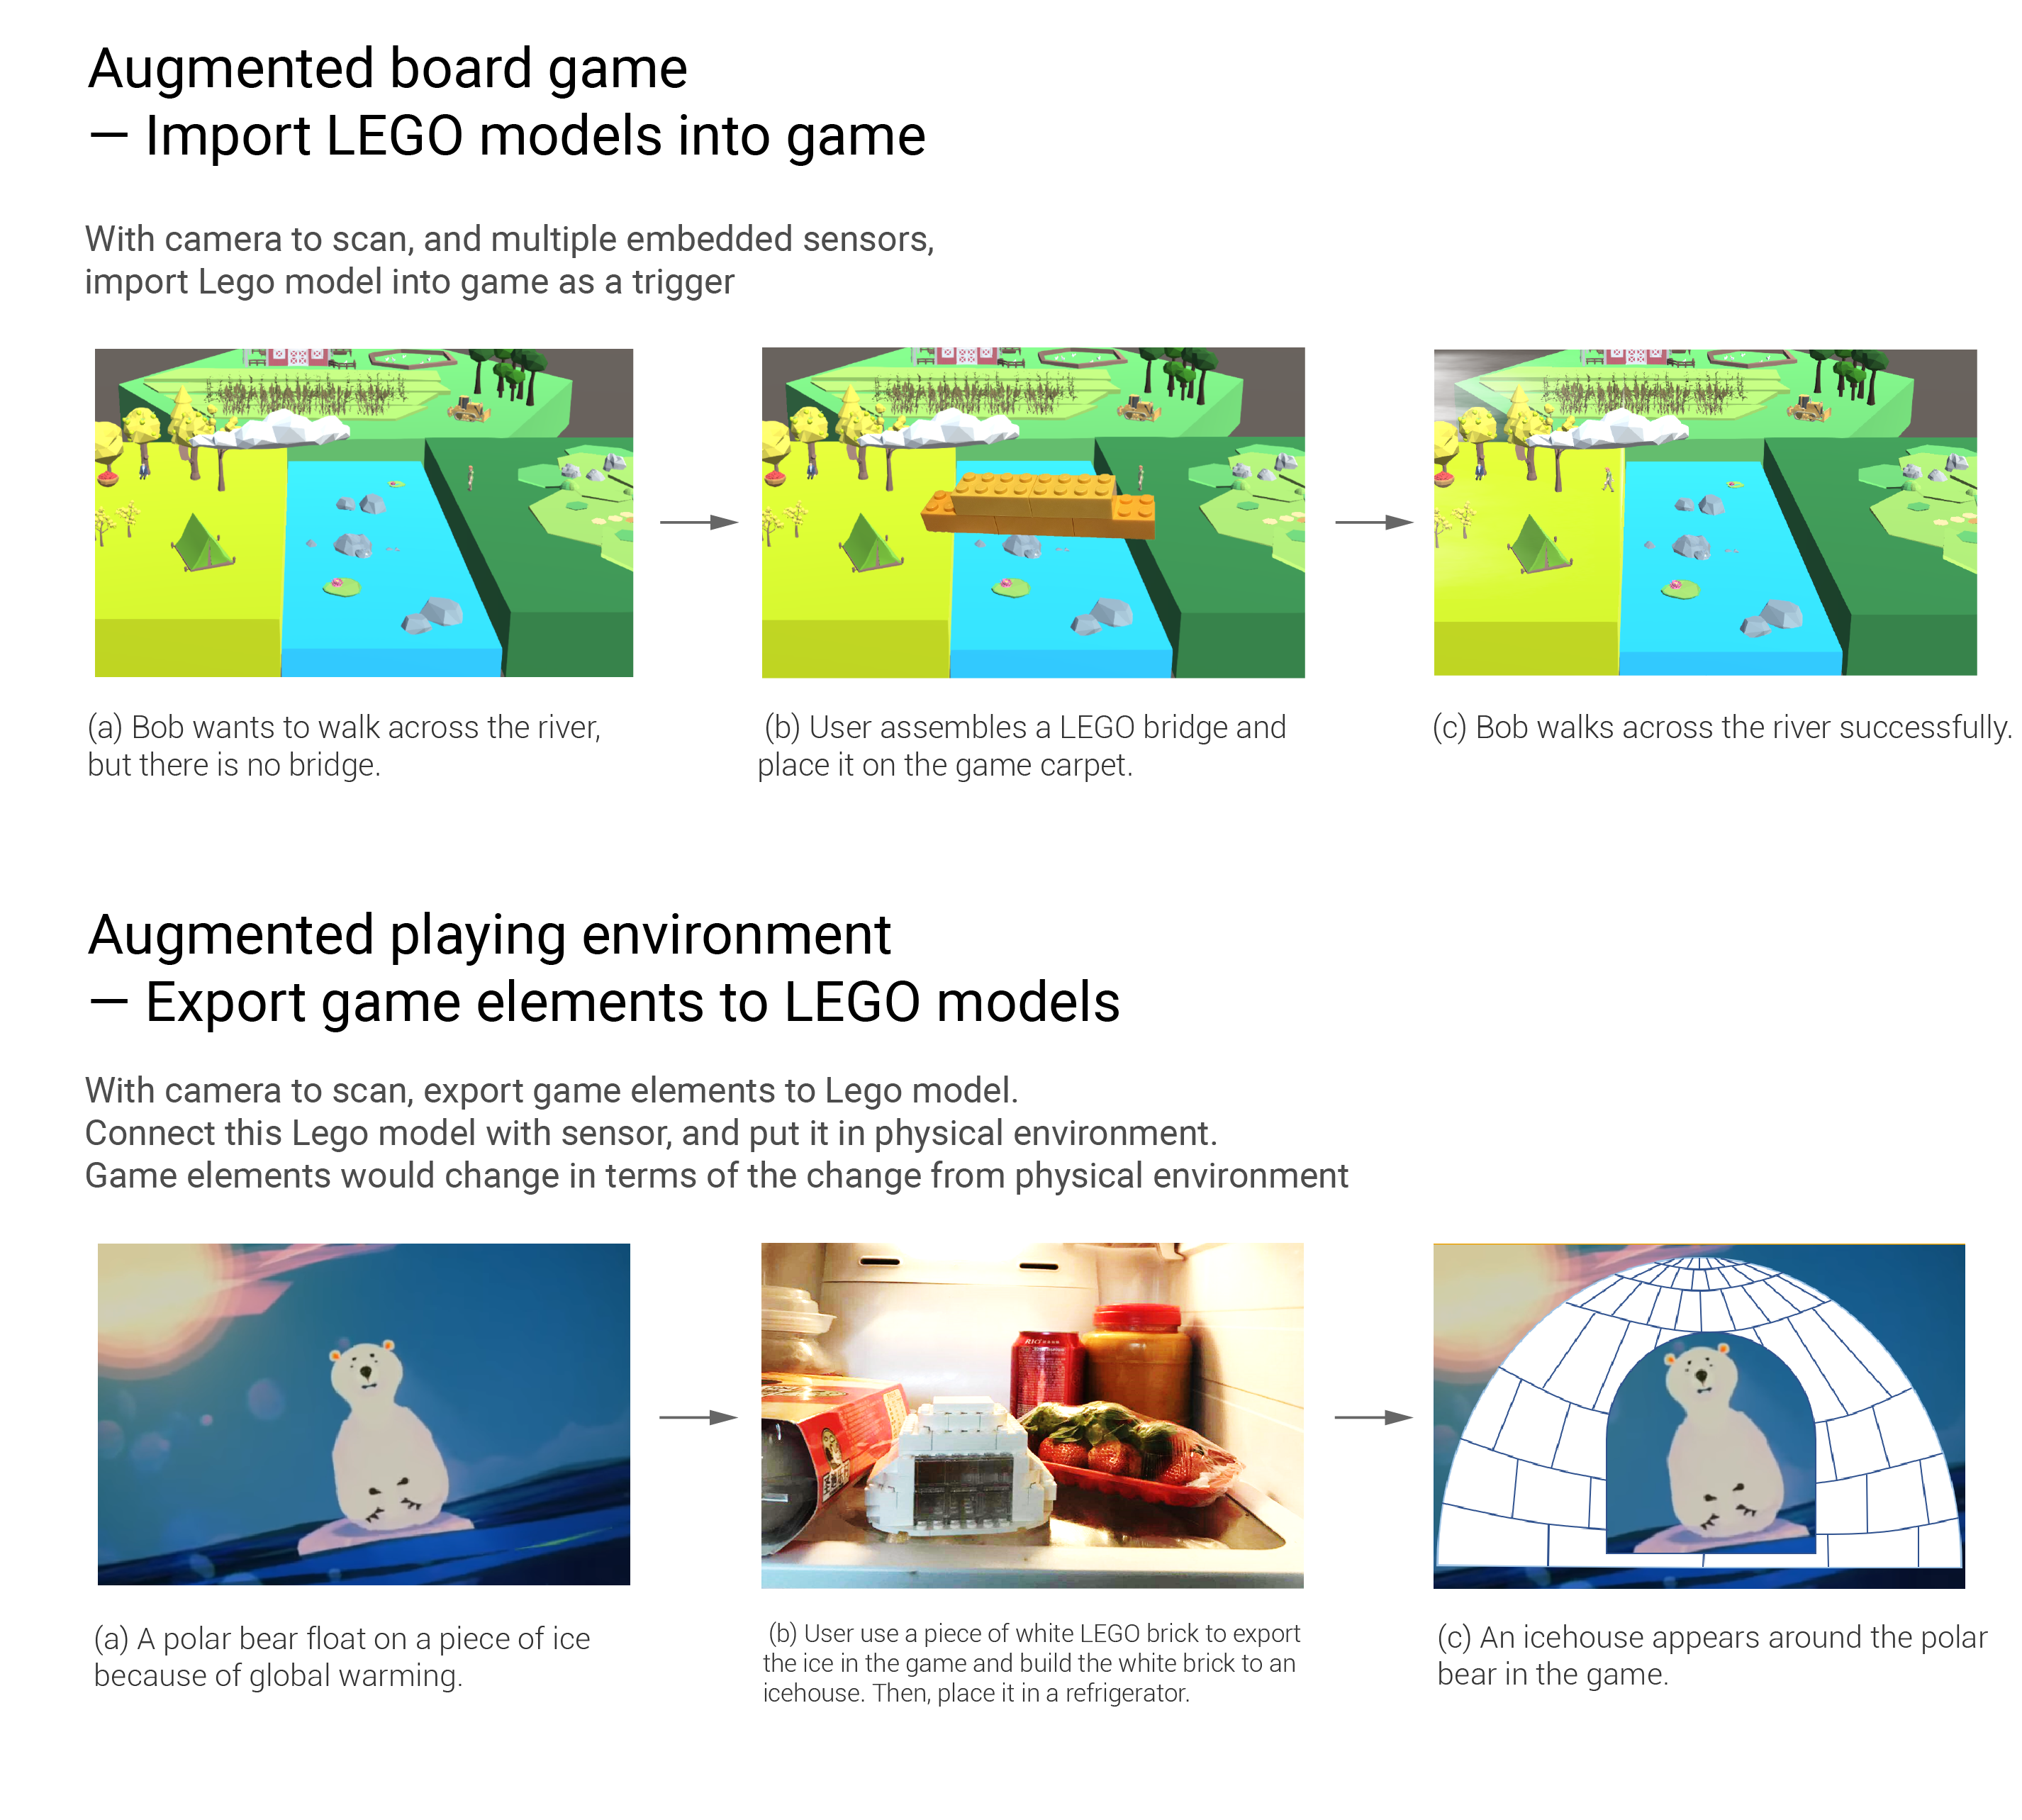 Augmented board game
— Import LEGO models into game
With camera to scan, and multiple embedded sensors,
import Lego model into game as a trigger
(a) Bob wants to walk across the river,
but there is no bridge.
(b) User assembles a LEGO bridge and
place it on the game carpet.
(c) Bob walks across the river successfully.
Augmented playing environment
— Export game elements to LEGO models
With camera to scan, export game elements to Lego model.
Connect this Lego model with sensor, and put it in physical environment.
Game elements would change in terms of the change from physical environment
(a) A polar bear float on a piece of ice
because of global warming.
(b) User use a piece of white LEGO brick to export
the ice in the game and build the white brick to an
icehouse. Then, place it in a refrigerator.
(c) An icehouse appears around the polar
bear in the game.